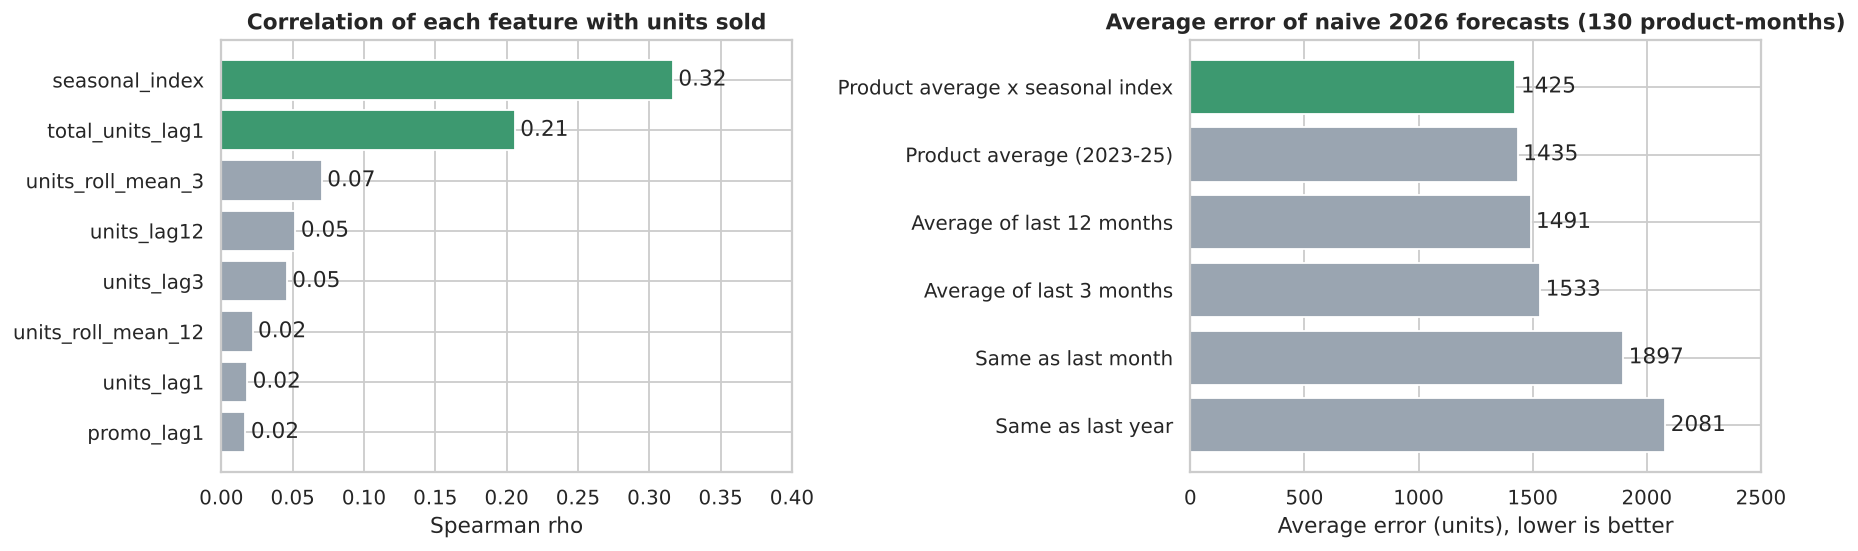 Correlation of each feature with units sold
seasonal_index
0.32
total_units_lag1
0.21
units_roll_mean_3
0.07
units_lag12
0.05
units_lag3
0.05
units_roll_mean_12
0.02
units_lag1
0.02
promo_lag1
0.02
0.00 0.05 0.10 0.15 0.20 0.25 0.30 0.35 0.40
Spearman rho
Average error of naive 2026 forecasts (130 product-months)
Product average x seasonal index
1425
Product average (2023-25)
1435
Average of last 12 months
1491
Average of last 3 months
1533
Same as last month
1897
Same as last year
2081
0 500 1000 1500 2000 2500
Average error (units), lower is better